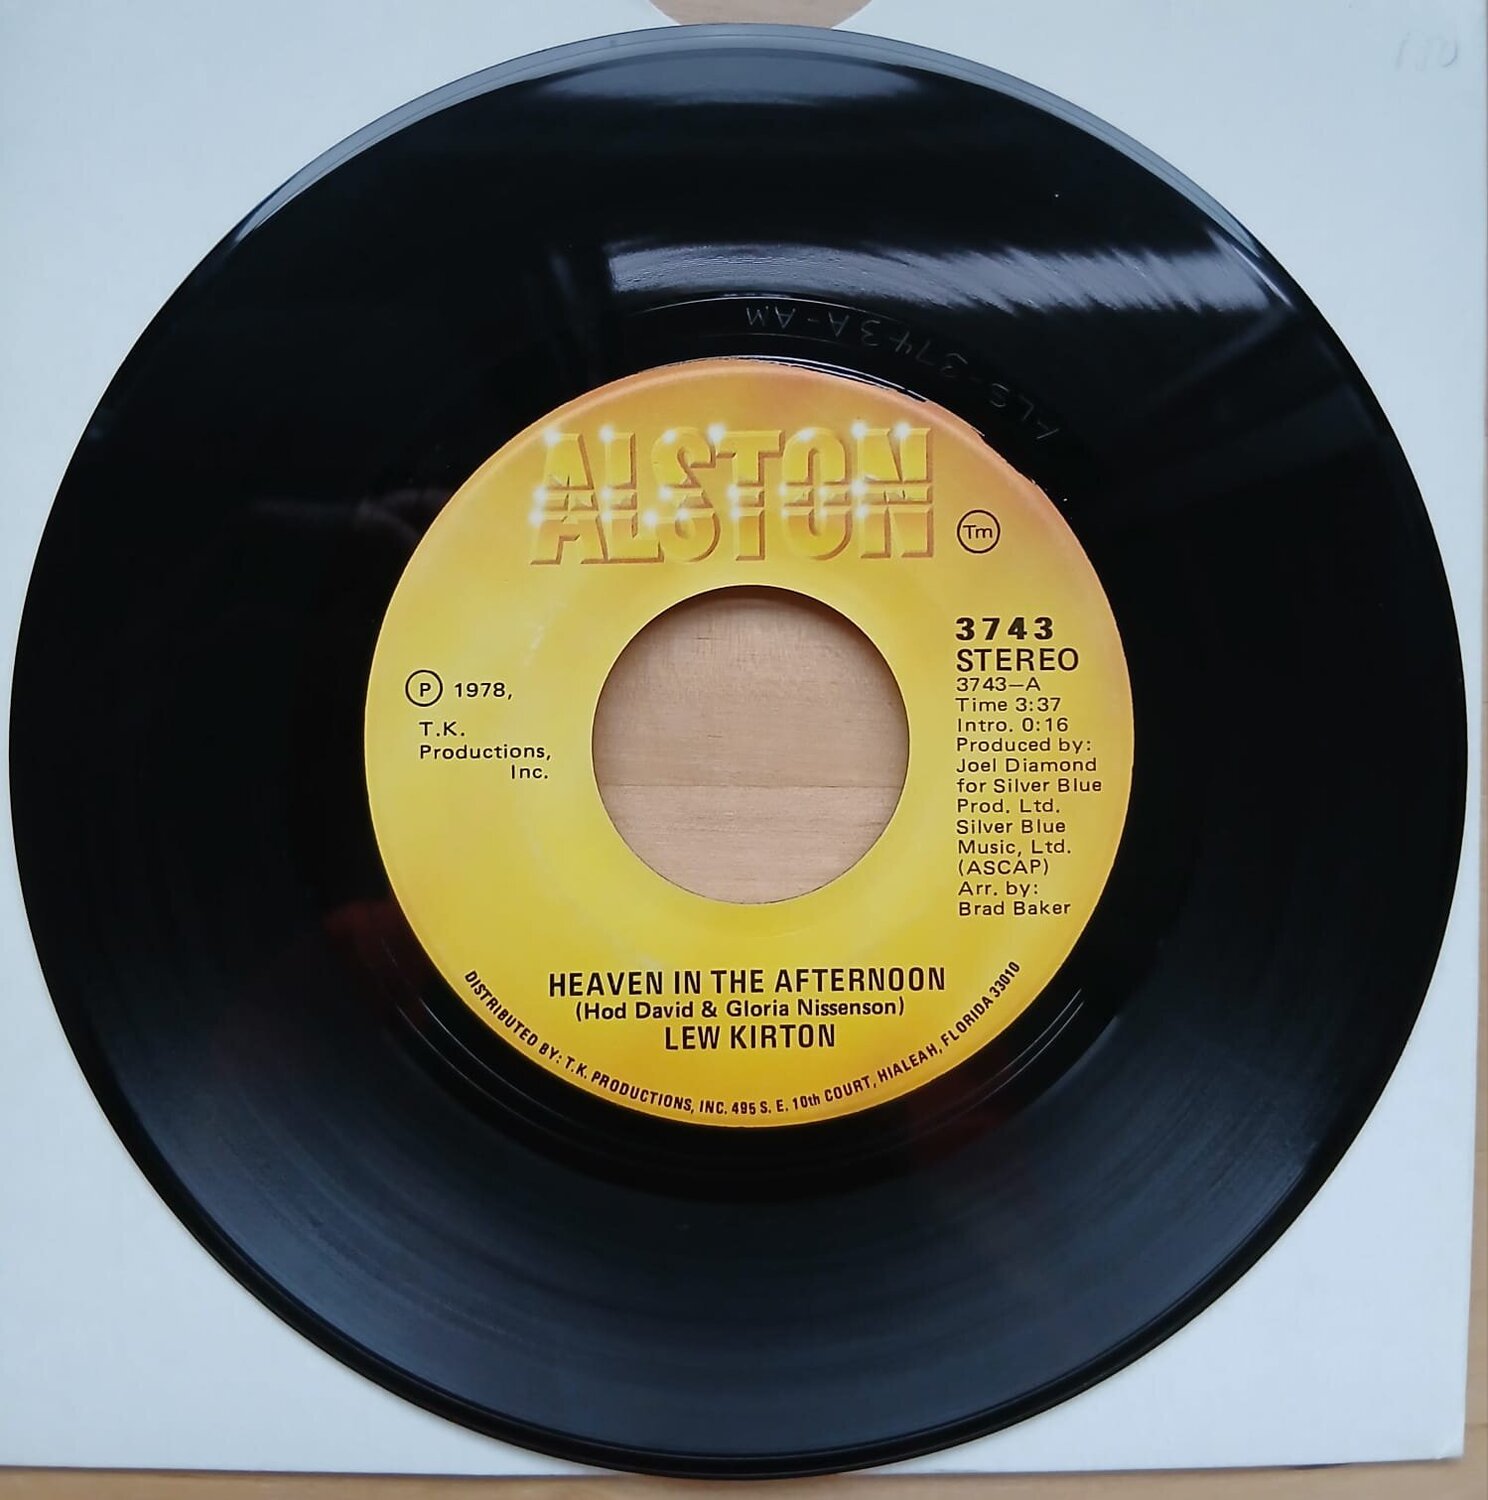 ALS-3743A-AM
ALSTON
Tm
3743
STEREO
3743—A
Time 3:37
Intro. 0:16
Produced by:
Joel Diamond
for Silver Blue
Prod. Ltd.
Silver Blue
Music, Ltd.
(ASCAP)
Arr. by:
Brad Baker
Ⓟ 1978,
T.K.
Productions,
Inc.
HEAVEN IN THE AFTERNOON
(Hod David & Gloria Nissenson)
LEW KIRTON
DISTRIBUTED BY: T.K. PRODUCTIONS, INC. 495 S. E. 10th COURT, HIALEAH, FLORIDA 33010